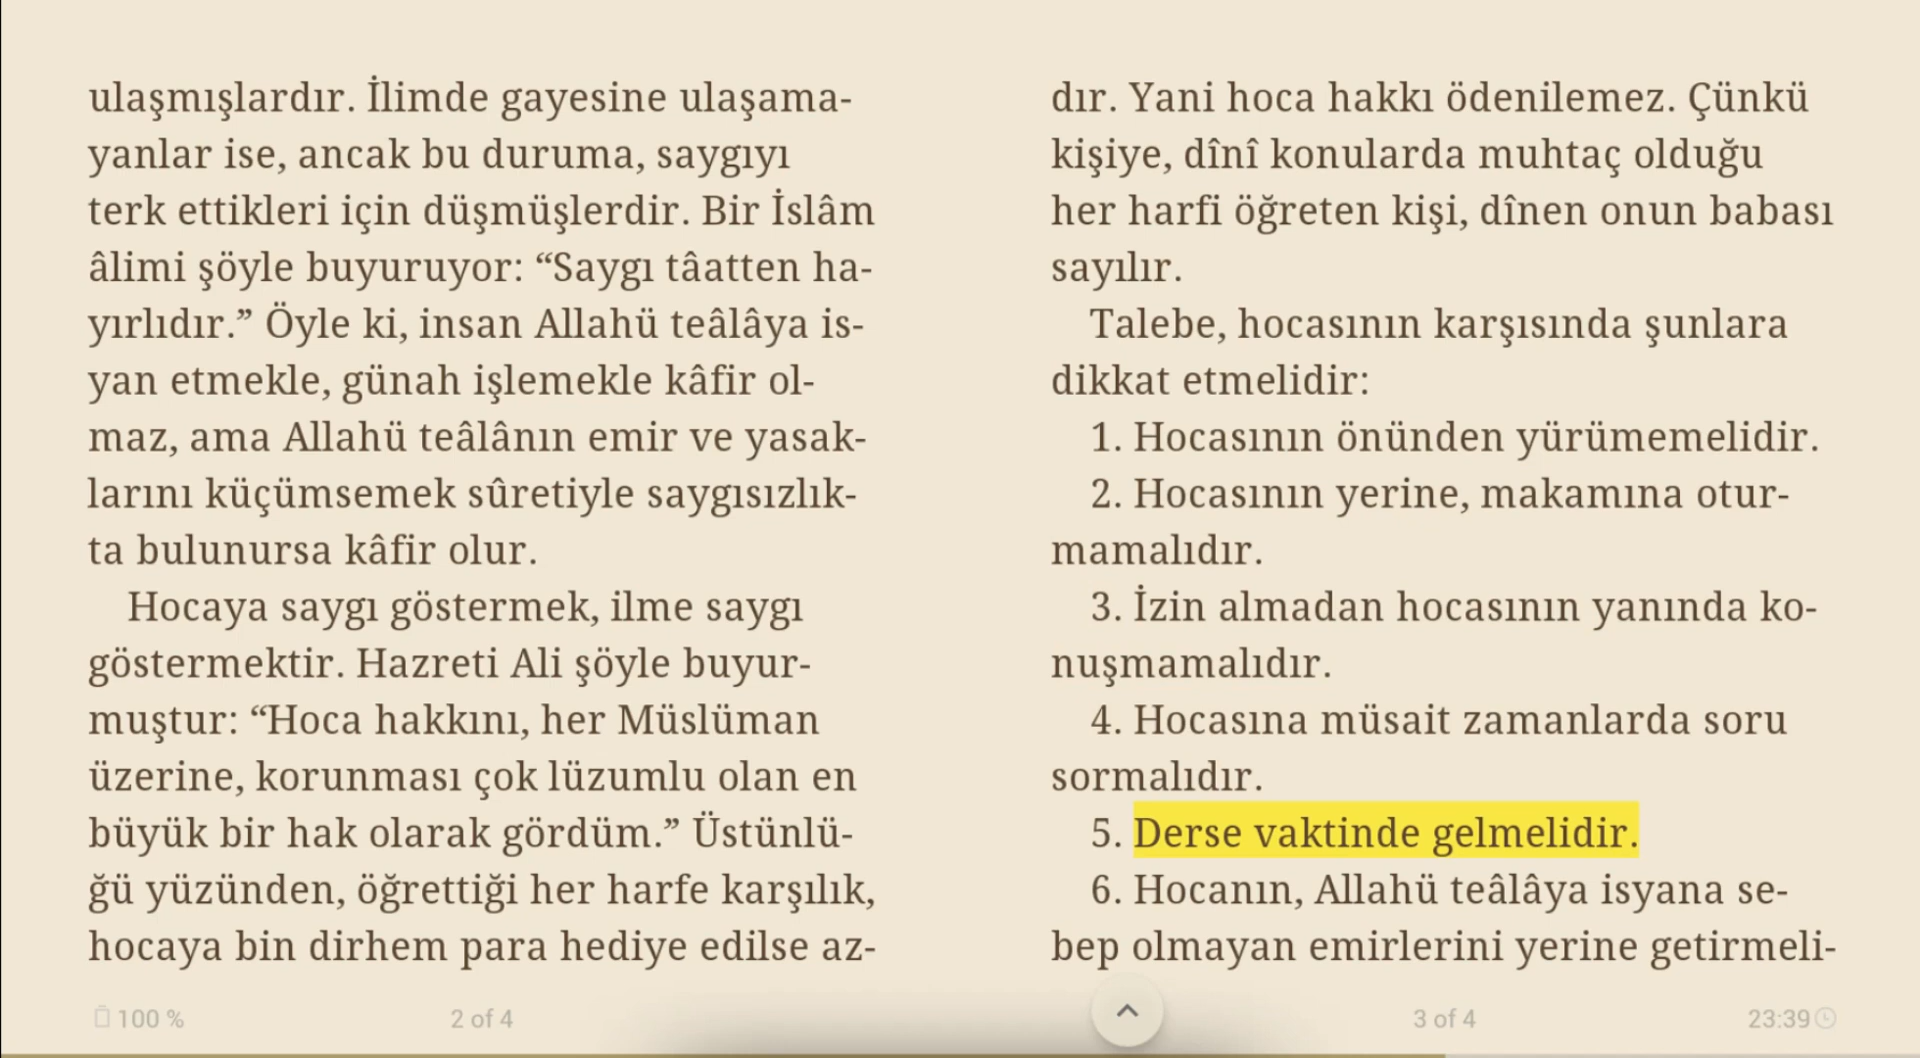 ulaşmışlardır. İlimde gayesine ulaşama-
yanlar ise, ancak bu duruma, saygıyı
terk ettikleri için düşmüşlerdir. Bir İslâm
âlimi şöyle buyuruyor: “Saygı tâatten ha-
yırlıdır.” Öyle ki, insan Allahü teâlâya is-
yan etmekle, günah işlemekle kâfir ol-
maz, ama Allahü teâlânın emir ve yasak-
larını küçümsemek sûretiyle saygısızlık-
ta bulunursa kâfir olur.
Hocaya saygı göstermek, ilme saygı
göstermektir. Hazreti Ali şöyle buyur-
muştur: “Hoca hakkını, her Müslüman
üzerine, korunması çok lüzumlu olan en
büyük bir hak olarak gördüm.” Üstünlü-
ğü yüzünden, öğrettiği her harfe karşılık,
hocaya bin dirhem para hediye edilse az-
100 %
2 of 4
dır. Yani hoca hakkı ödenilemez. Çünkü
kişiye, dînî konularda muhtaç olduğu
her harfi öğreten kişi, dînen onun babası
sayılır.
Talebe, hocasının karşısında şunlara
dikkat etmelidir:
1. Hocasının önünden yürümemelidir.
2. Hocasının yerine, makamına otur-
mamalıdır.
3. İzin almadan hocasının yanında ko-
nuşmamalıdır.
4. Hocasına müsait zamanlarda soru
sormalıdır.
5. Derse vaktinde gelmelidir.
6. Hocanın, Allahü teâlâya isyana se-
bep olmayan emirlerini yerine getirmeli-
3 of 4
23:39